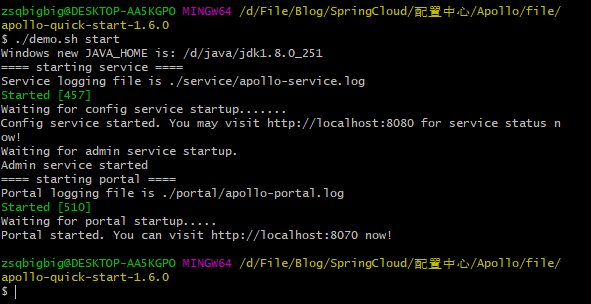 zsqbigbig@DESKTOP-AA5KGPO MINGW64 /d/File/Blog/SpringCloud/配置中心/Apollo/file/
apollo-quick-start-1.6.0
$ ./demo.sh start
Windows new JAVA_HOME is: /d/java/jdk1.8.0_251
==== starting service ====
Service logging file is ./service/apollo-service.log
Started [457]
Waiting for config service startup.......
Config service started. You may visit http://localhost:8080 for service status n
ow!
Waiting for admin service startup.
Admin service started
==== starting portal ====
Portal logging file is ./portal/apollo-portal.log
Started [510]
Waiting for portal startup.....
Portal started. You can visit http://localhost:8070 now!
zsqbigbig@DESKTOP-AA5KGPO MINGW64 /d/File/Blog/SpringCloud/配置中心/Apollo/file/
apollo-quick-start-1.6.0
$